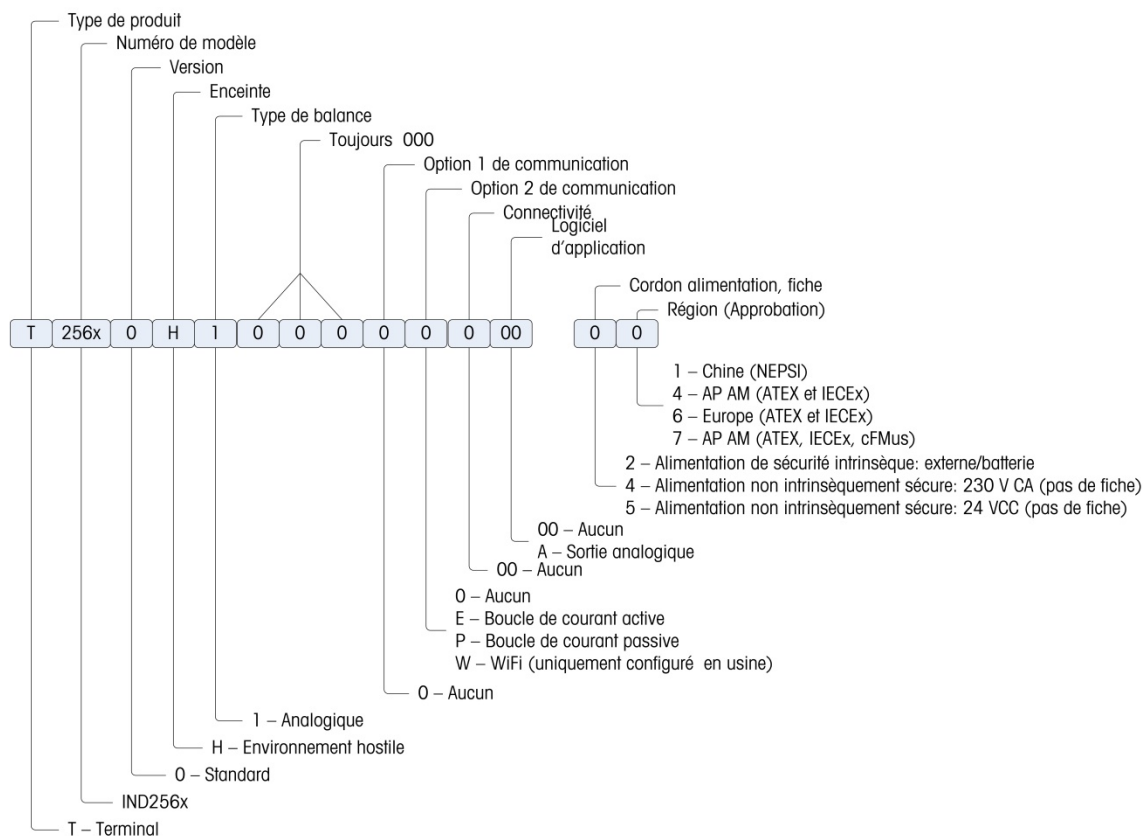 Type de produit
Numéro de modèle
Version
Enceinte
Type de balance
Toujours 000
Option 1 de communication
Option 2 de communication
Connectivité
Logiciel
d'application
Cordon alimentation, fiche
Région (Approbation)
T 256x 0 H 1 0 0 0 0 0 0 00 0 0
1 – Chine (NEPSI)
4 – AP AM (ATEX et IECEx)
6 – Europe (ATEX et IECEx)
7 – AP AM (ATEX, IECEx, cFMus)
2 – Alimentation de sécurité intrinsèque: externe/batterie
4 – Alimentation non intrinsèquement sécure: 230 V CA (pas de fiche)
5 – Alimentation non intrinsèquement sécure: 24 VCC (pas de fiche)
00 – Aucun
A – Sortie analogique
00 – Aucun
0 – Aucun
E – Boucle de courant active
P – Boucle de courant passive
W – WiFi (uniquement configuré en usine)
0 – Aucun
1 – Analogique
H – Environnement hostile
0 – Standard
IND256x
T – Terminal